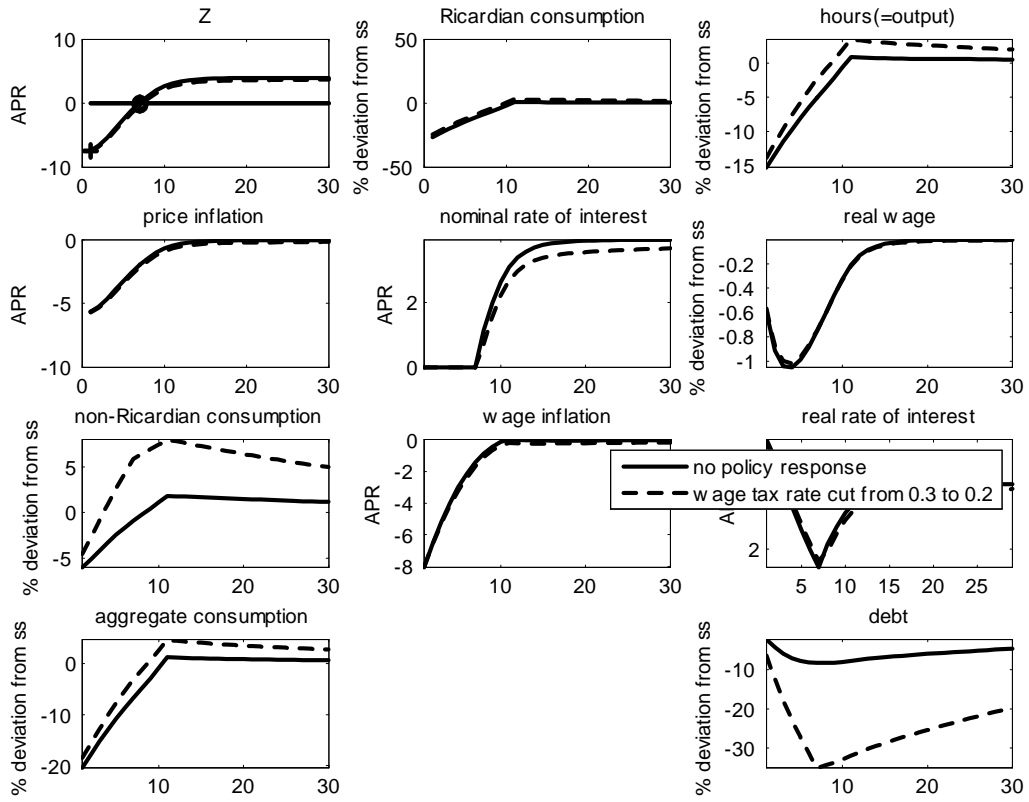 Z
APR
10
0
-10
0 10 20 30
Ricardian consumption
% deviation from ss
50
0
-50
0 10 20 30
hours(=output)
% deviation from ss
0
-5
-10
-15
0 10 20 30
price inflation
APR
0
-5
-10
0 10 20 30
nominal rate of interest
APR
2
0
10 20 30
real wage
% deviation from ss
-0.2
-0.4
-0.6
-0.8
-1
10 20 30
non-Ricardian consumption
% deviation from ss
5
0
-5
10 20 30
wage inflation
APR
0
-2
-4
-6
-8
10 20 30
real rate of interest
2
5 10 15 20 25
no policy response
wage tax rate cut from 0.3 to 0.2
aggregate consumption
% deviation from ss
0
-10
-20
10 20 30
debt
% deviation from ss
-10
-20
-30
10 20 30